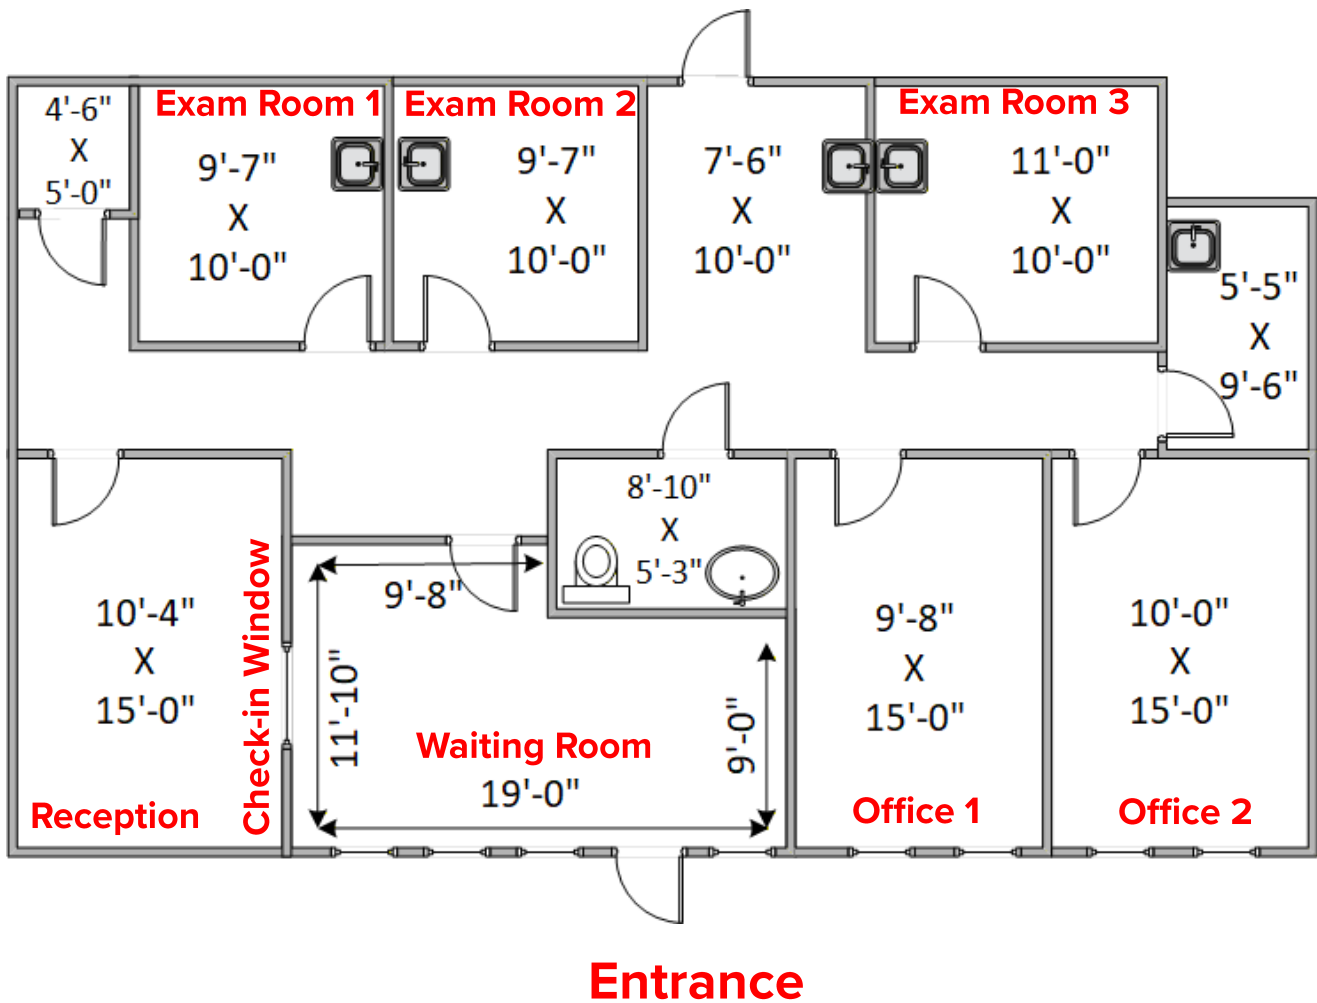 Exam Room 1
Exam Room 2
Exam Room 3
4'-6"
X
5'-0"
9'-7"
X
10'-0"
9'-7"
X
10'-0"
7'-6"
X
10'-0"
11'-0"
X
10'-0"
5'-5"
X
9'-6"
8'-10"
X
5'-3"
9'-8"
10'-4"
X
15'-0"
Check-in Window
11'-10"
9'-0"
9'-8"
X
15'-0"
10'-0"
X
15'-0"
Waiting Room
19'-0"
Reception
Office 1
Office 2
Entrance